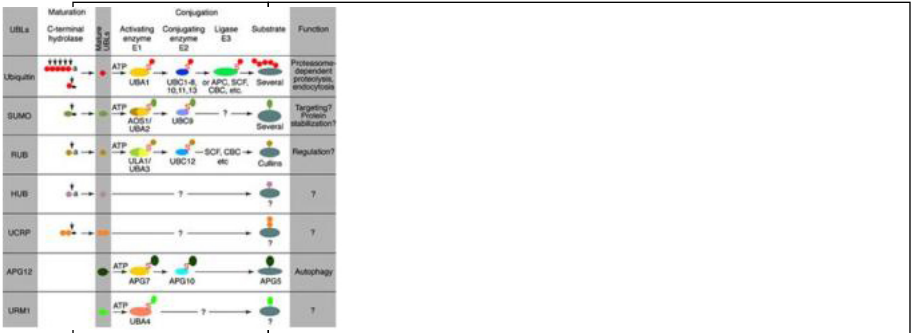 Maturation Conjugation
UBLs C-terminal hydrolase Mature UBLs Activating enzyme E1 Conjugating enzyme E2 Ligase E3 Substrate Function
Ubiquitin ATP UBA1 UBC1-8, 10,11,13 or APC, SCF, CBC, etc. Several Proteasome-dependent proteolysis, endocytosis
SUMO ATP AOS1/UBA2 UBC9 ? Several Targeting? Protein stabilization?
RUB ATP ULA1/UBA3 UBC12 SCF, CBC etc Cullins Regulation?
HUB ? ? ?
UCRP ? ? ?
APG12 ATP APG7 APG10 APG5 Autophagy
URM1 ATP UBA4 ? ? ?